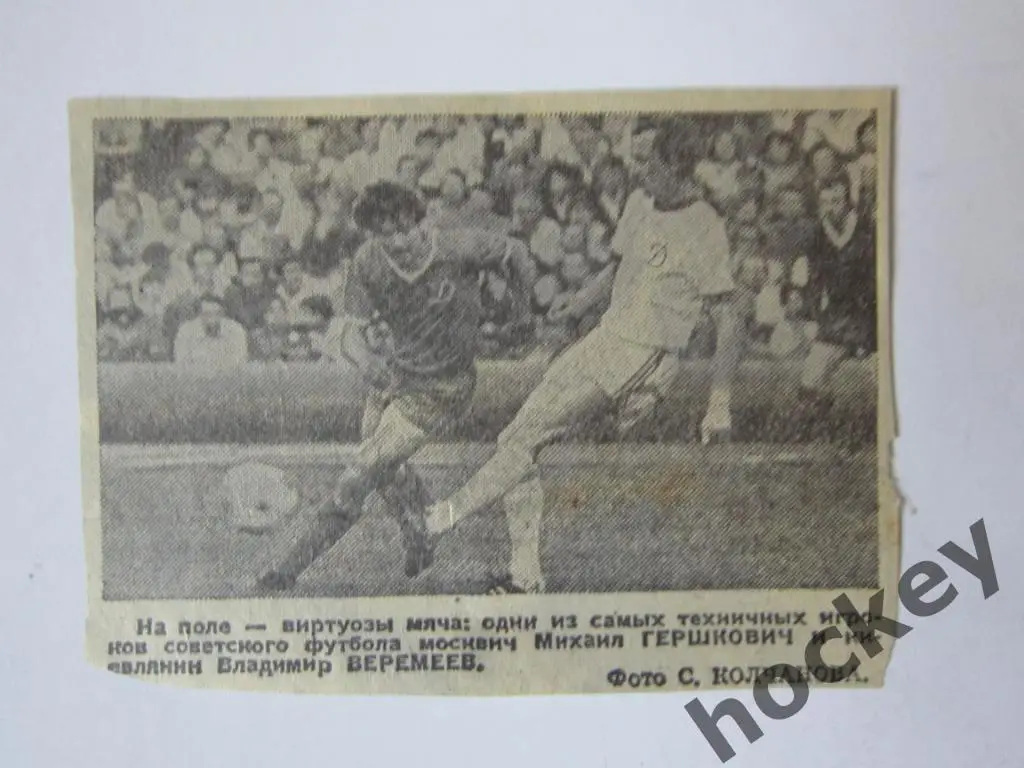 На поле — виртуозы мяча: одни из самых техничных игро-
ков советского футбола москвич Михаил ГЕРШКОВИЧ и ки-
евлянин Владимир ВЕРЕМЕЕВ.
Фото С. КОЛЧАНОВА.
hockey